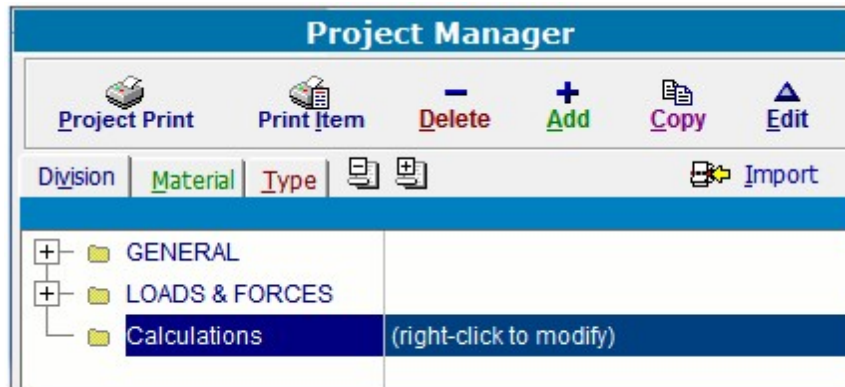 Project Manager
Project Print Print Item Delete Add Copy Edit
Division Material Type Import
GENERAL
LOADS & FORCES
Calculations (right-click to modify)